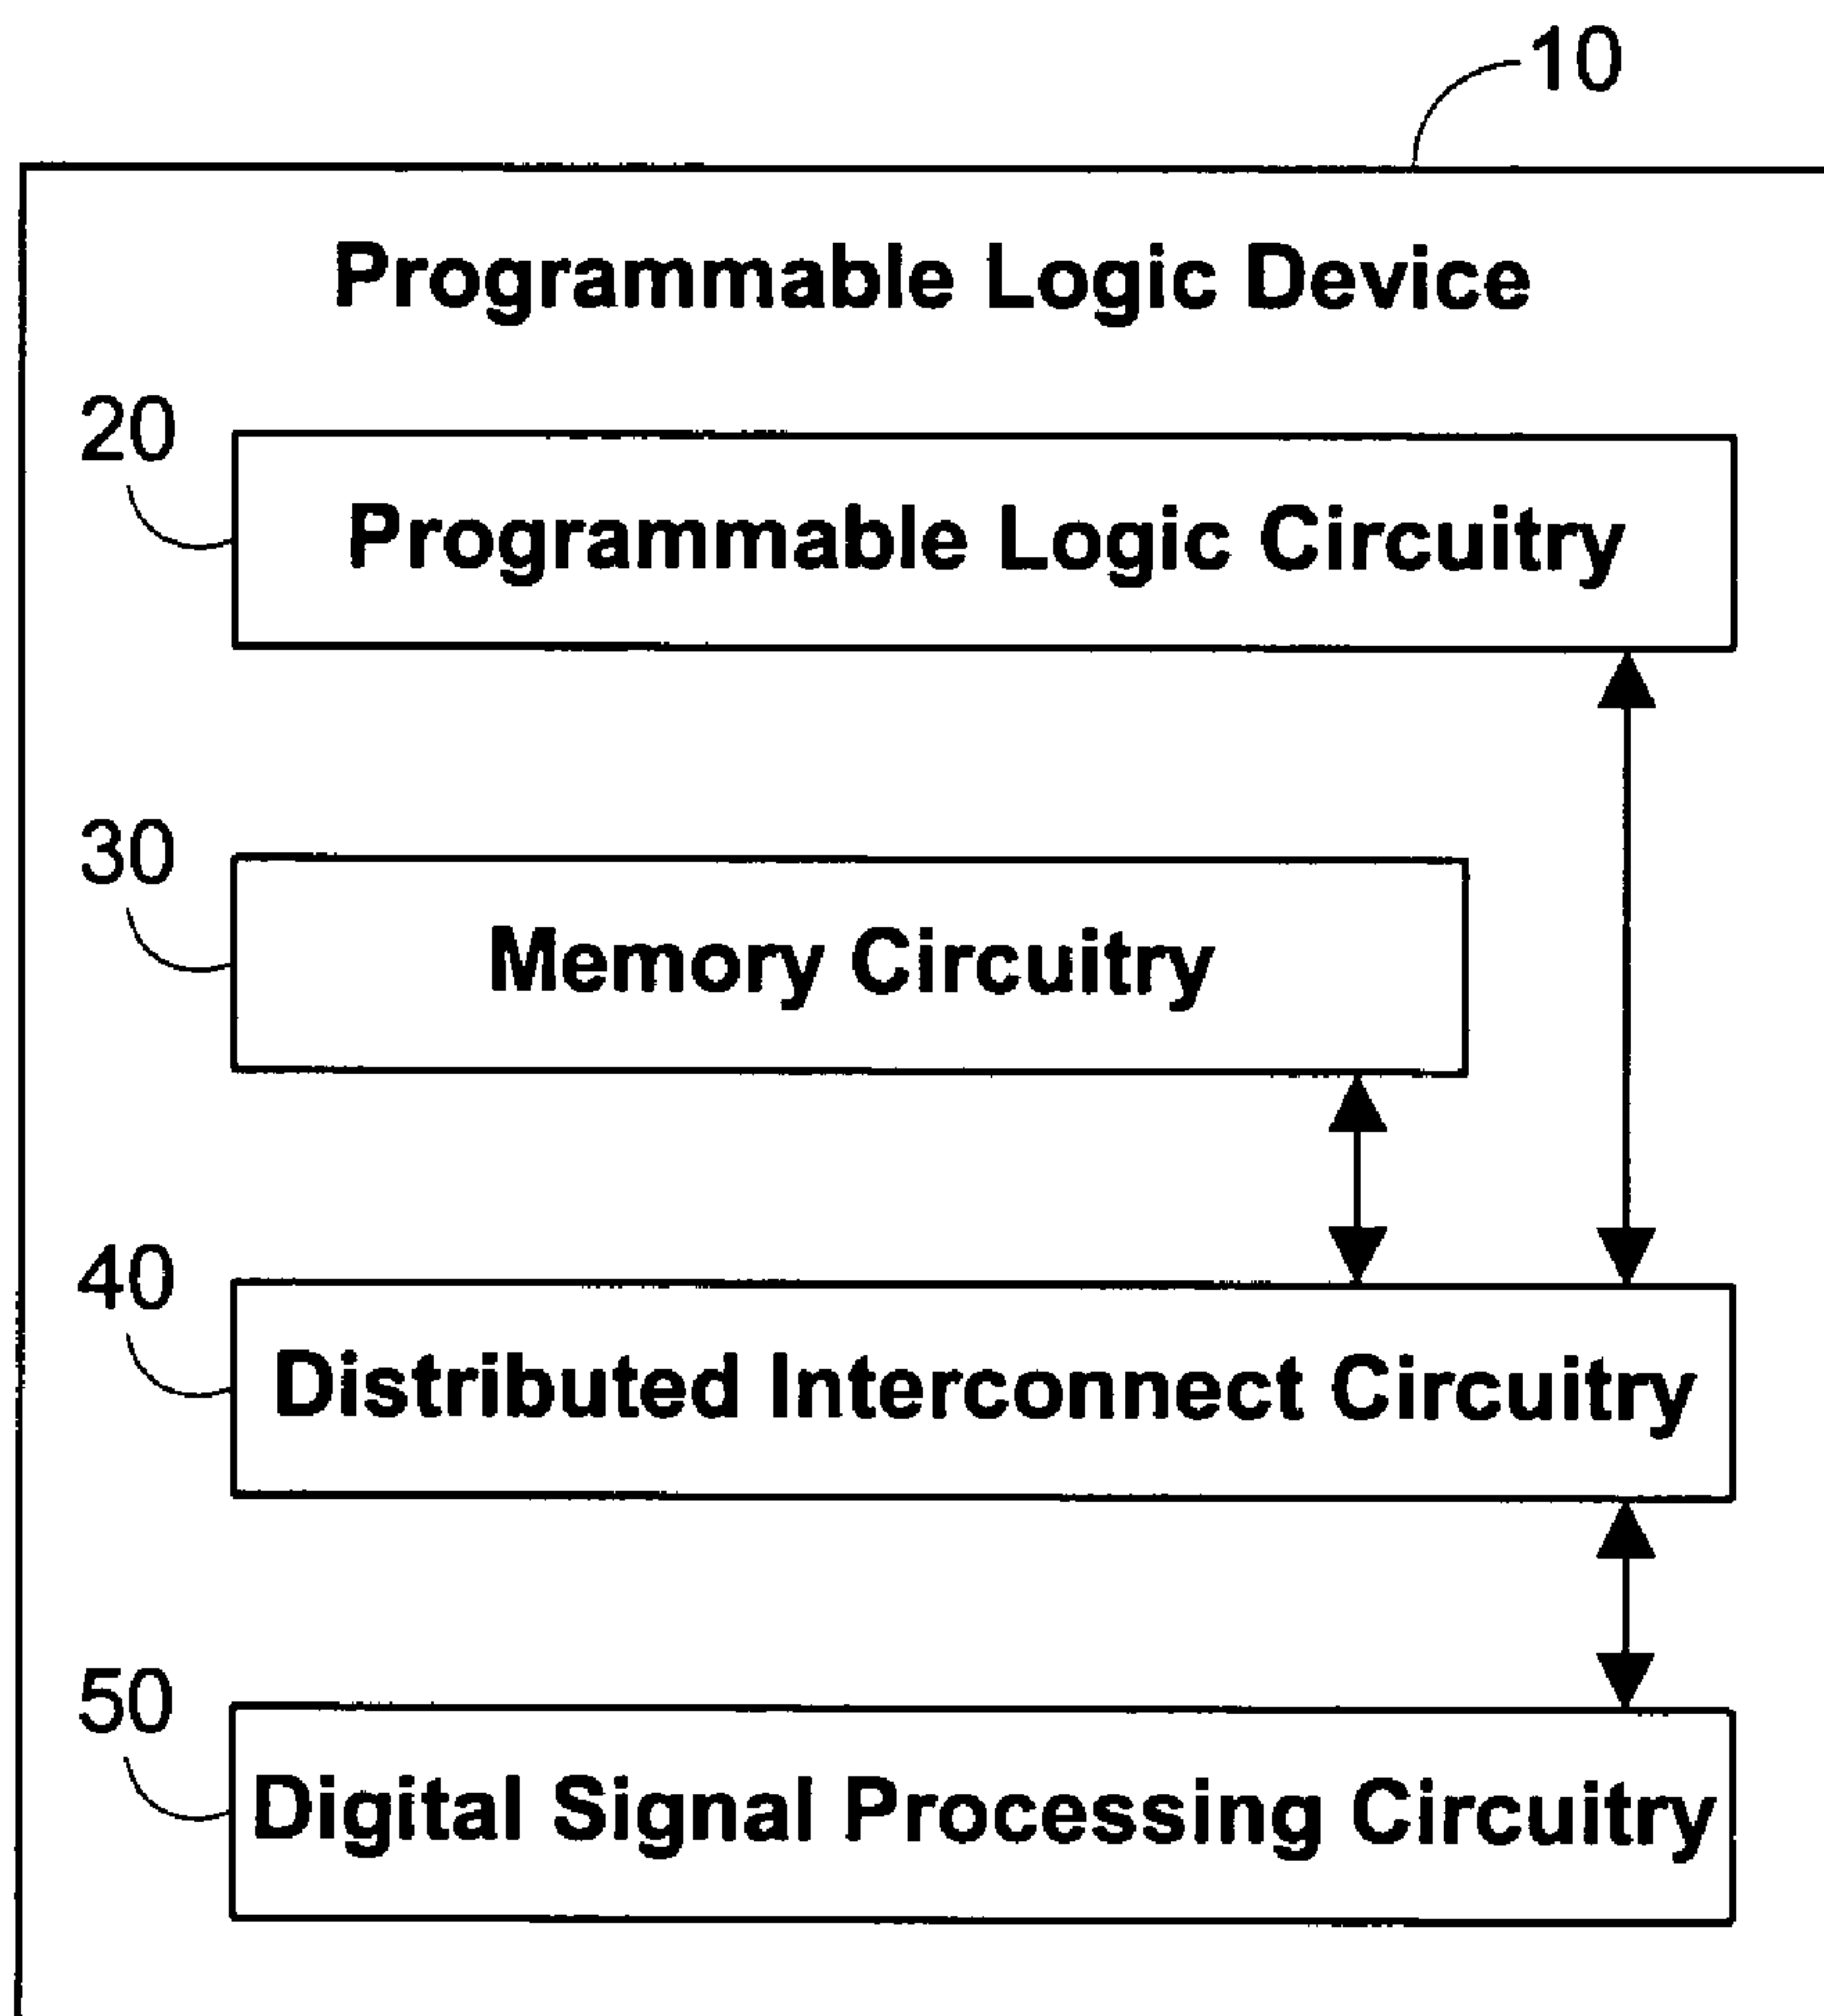 10
Programmable Logic Device
20
Programmable Logic Circuitry
30
Memory Circuitry
40
Distributed Interconnect Circuitry
50
Digital Signal Processing Circuitry